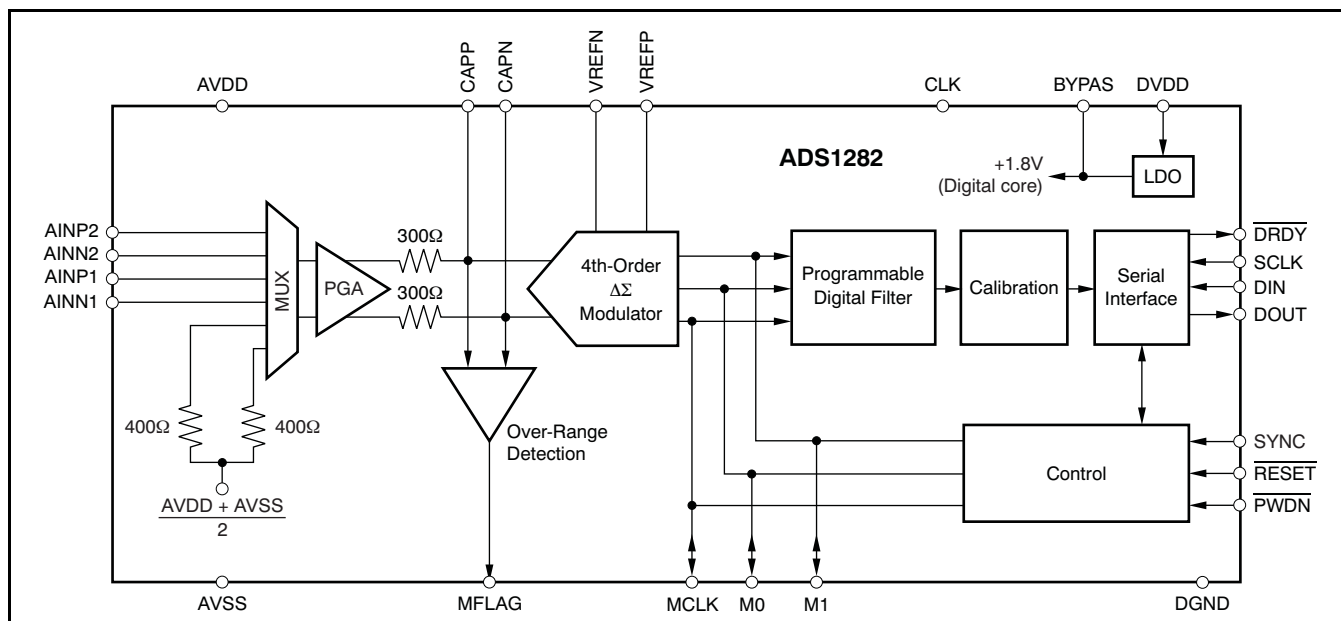 CAPP
CAPN
VREFN
VREFP
AVDD
CLK
BYPAS
DVDD
ADS1282
+1.8V
(Digital core)
LDO
AINP2
AINN2
AINP1
AINN1
MUX
PGA
300Ω
300Ω
4th-Order
ΔΣ
Modulator
Programmable
Digital Filter
Calibration
Serial
Interface
DRDY
SCLK
DIN
DOUT
400Ω
400Ω
AVDD + AVSS
2
Over-Range
Detection
Control
SYNC
RESET
PWDN
AVSS
MFLAG
MCLK
M0
M1
DGND